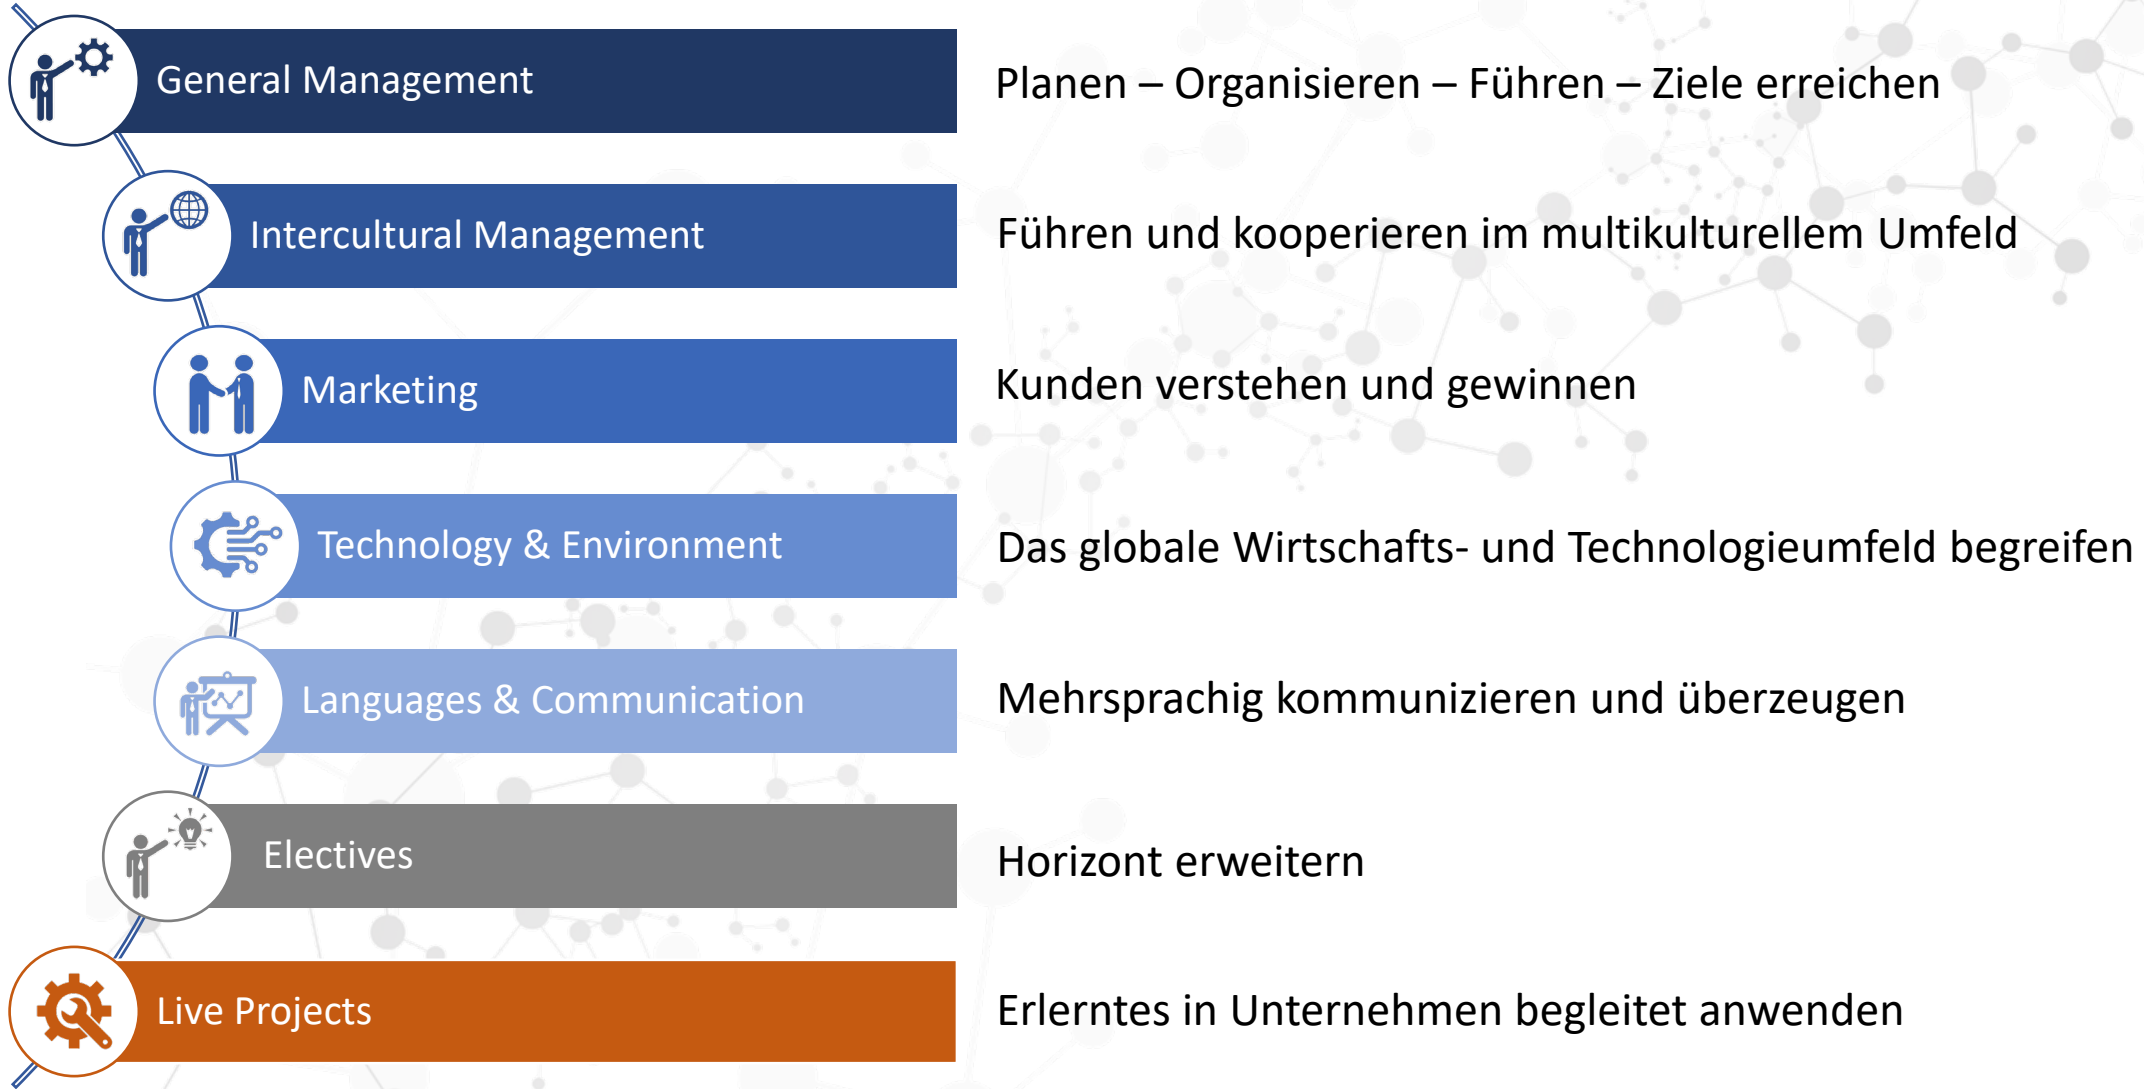 General Management
Planen – Organisieren – Führen – Ziele erreichen
Intercultural Management
Führen und kooperieren im multikulturellem Umfeld
Marketing
Kunden verstehen und gewinnen
Technology & Environment
Das globale Wirtschafts- und Technologieumfeld begreifen
Languages & Communication
Mehrsprachig kommunizieren und überzeugen
Electives
Horizont erweitern
Live Projects
Erlerntes in Unternehmen begleitet anwenden